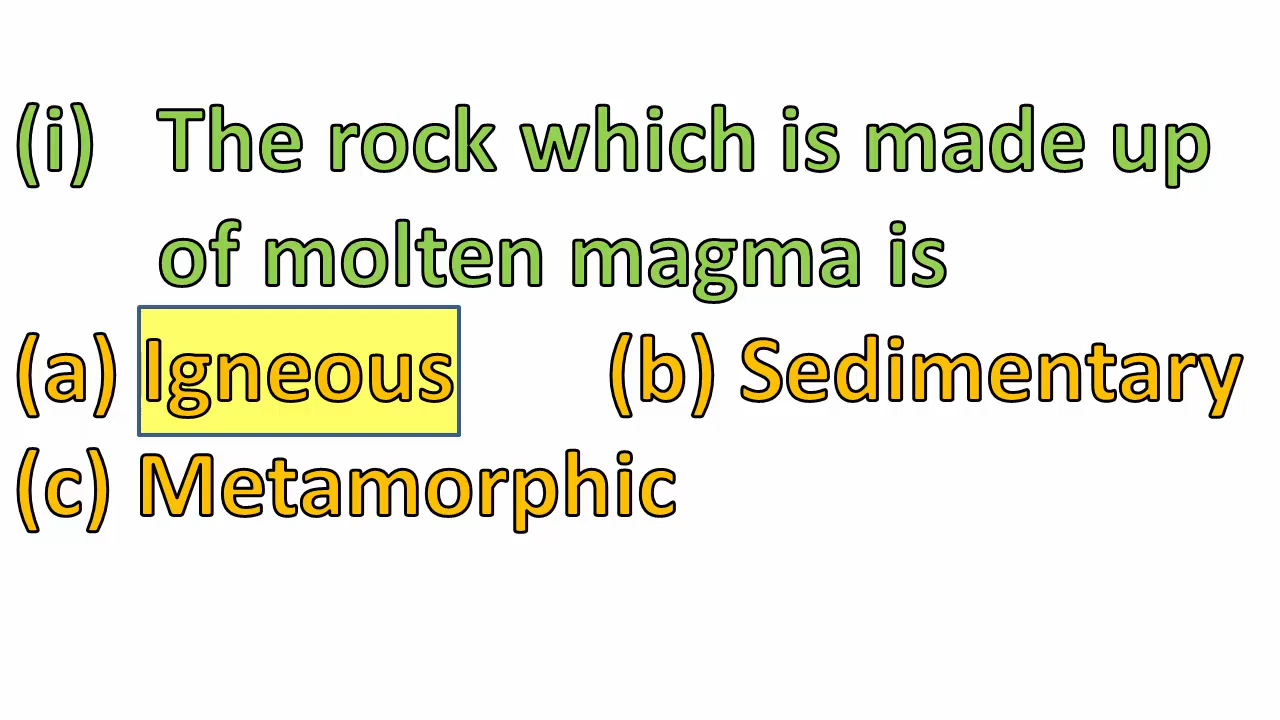 (i) The rock which is made up
of molten magma is
(a) Igneous (b) Sedimentary
(c) Metamorphic